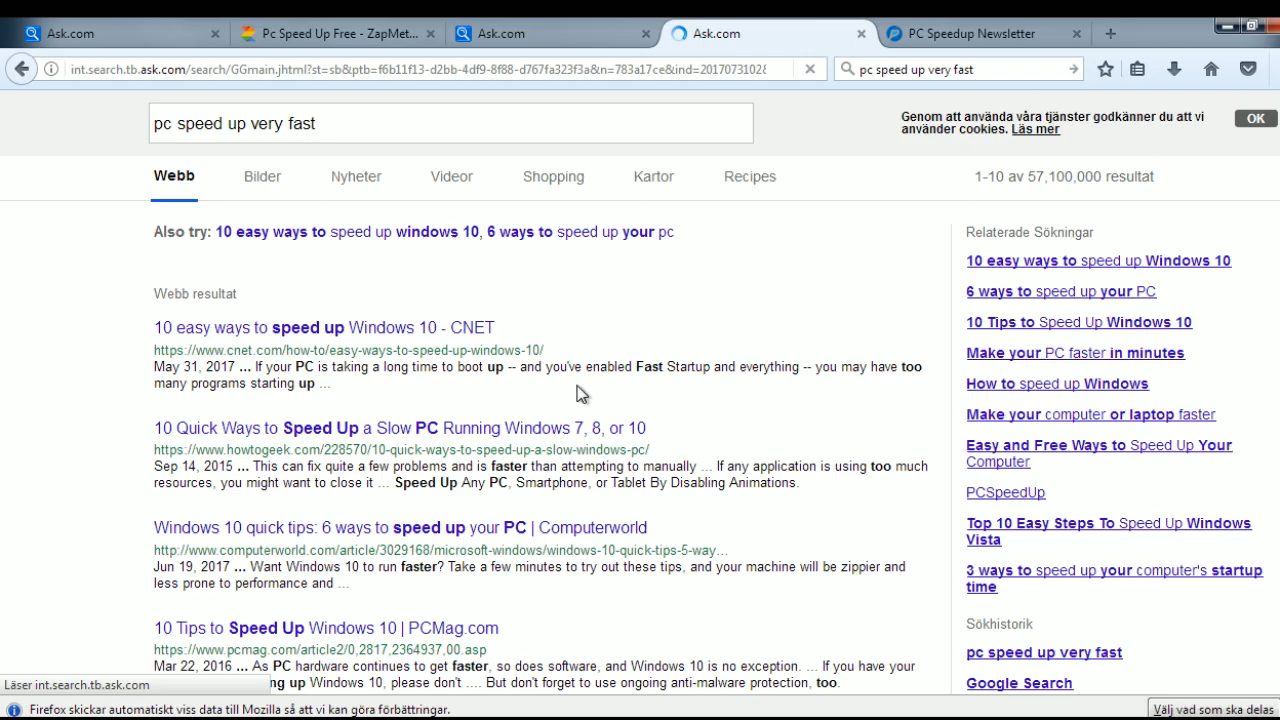 Ask.com
Pc Speed Up Free - ZapMet...
Ask.com
Ask.com
PC Speedup Newsletter
int.search.tb.ask.com/search/GGmain.jhtml?st=sb&ptb=f6b11f13-d2bb-4df9-8f88-d767fa323f3a&n=783a17ce&ind=2017073102&
pc speed up very fast
pc speed up very fast
Genom att använda våra tjänster godkänner du att vi
använder cookies. Läs mer
OK
Webb
Bilder
Nyheter
Videor
Shopping
Kartor
Recipes
1-10 av 57,100,000 resultat
Also try: 10 easy ways to speed up windows 10, 6 ways to speed up your pc
Webb resultat
10 easy ways to speed up Windows 10 - CNET
https://www.cnet.com/how-to/easy-ways-to-speed-up-windows-10/
May 31, 2017 ... If your PC is taking a long time to boot up -- and you've enabled Fast Startup and everything -- you may have too
many programs starting up ...
10 Quick Ways to Speed Up a Slow PC Running Windows 7, 8, or 10
https://www.howtogeek.com/228570/10-quick-ways-to-speed-up-a-slow-windows-pc/
Sep 14, 2015 ... This can fix quite a few problems and is faster than attempting to manually ... If any application is using too much
resources, you might want to close it ... Speed Up Any PC, Smartphone, or Tablet By Disabling Animations.
Windows 10 quick tips: 6 ways to speed up your PC | Computerworld
http://www.computerworld.com/article/3029168/microsoft-windows/windows-10-quick-tips-5-way...
Jun 19, 2017 ... Want Windows 10 to run faster? Take a few minutes to try out these tips, and your machine will be zippier and
less prone to performance and ...
10 Tips to Speed Up Windows 10 | PCMag.com
https://www.pcmag.com/article2/0,2817,2364937,00.asp
Mar 22, 2016 ... As PC hardware continues to get faster, so does software, and Windows 10 is no exception. ... If you have your
ng up Windows 10, please don't .... But don't forget to use ongoing anti-malware protection, too.
Relaterade Sökningar
10 easy ways to speed up Windows 10
6 ways to speed up your PC
10 Tips to Speed Up Windows 10
Make your PC faster in minutes
How to speed up Windows
Make your computer or laptop faster
Easy and Free Ways to Speed Up Your
Computer
PCSpeedUp
Top 10 Easy Steps To Speed Up Windows
Vista
3 ways to speed up your computer's startup
time
Sökhistorik
pc speed up very fast
Google Search
Läser int.search.tb.ask.com
Firefox skickar automatiskt viss data till Mozilla så att vi kan göra förbättringar.
Välj vad som ska delas